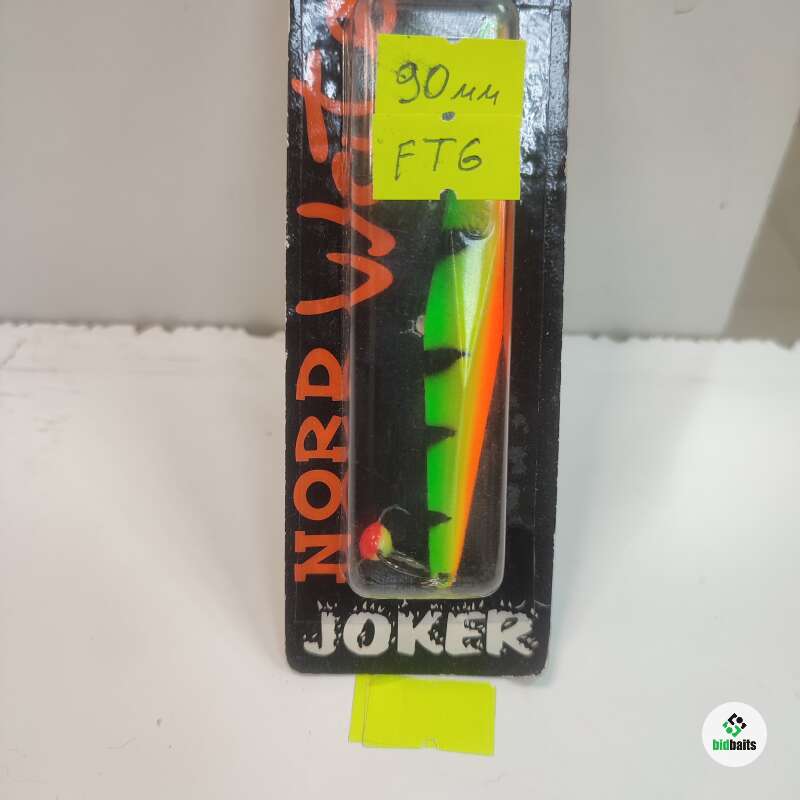 90мм
FT6
NORD Waters
JOKER
bidbaits